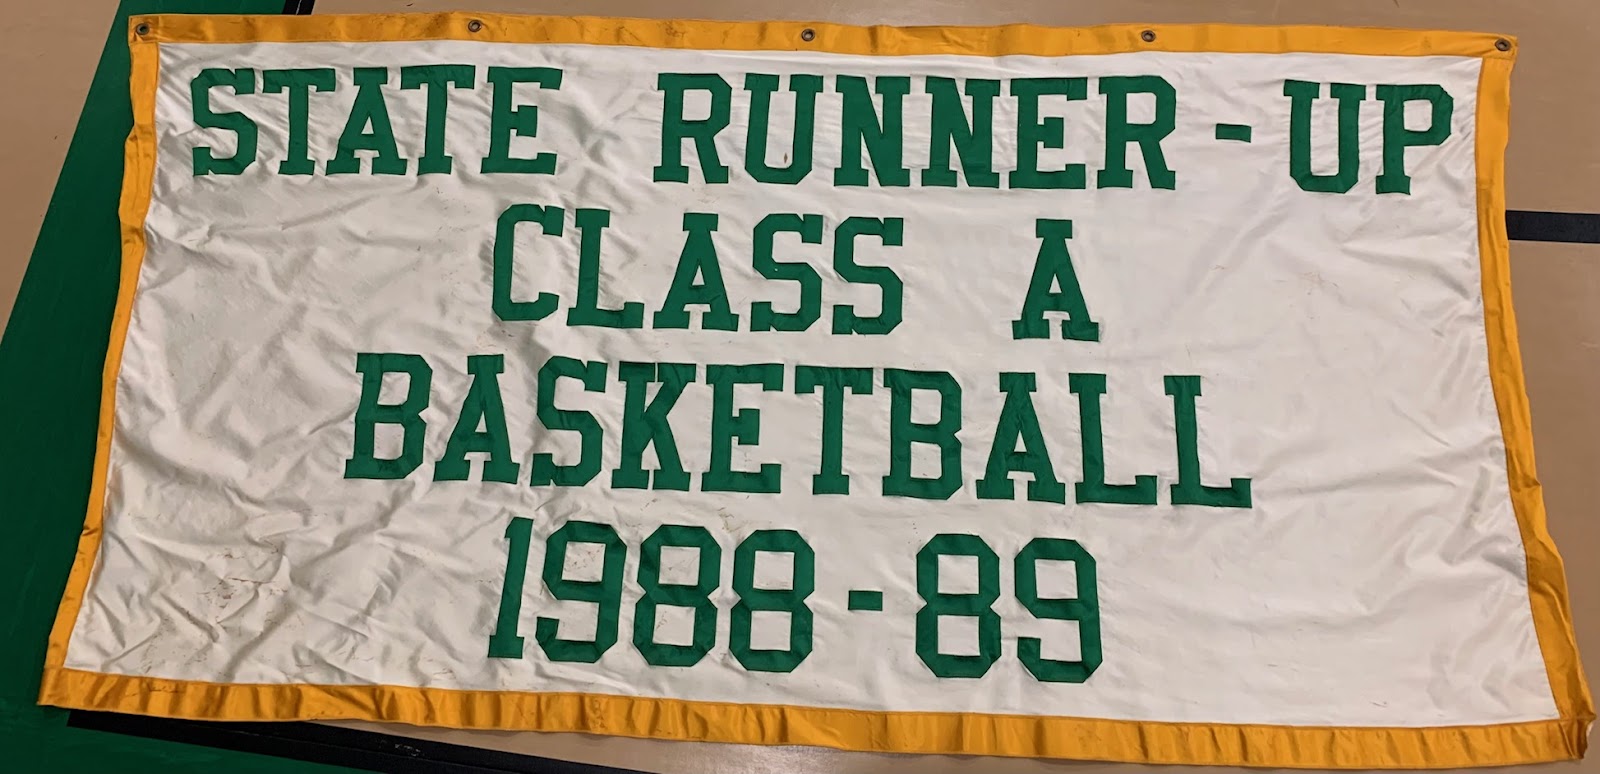 STATE RUNNER-UP
CLASS A
BASKETBALL
1988-89